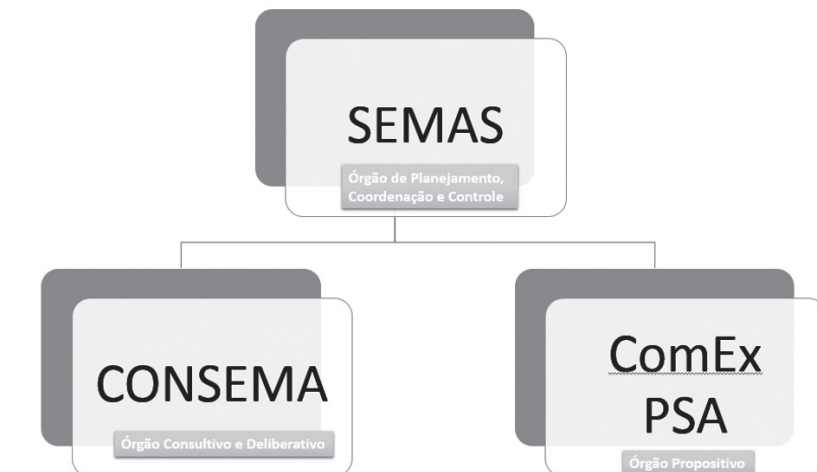 SEMAS
Órgão de Planejamento,
Coordenação e Controle
CONSEMA
Órgão Consultivo e Deliberativo
ComEx
PSA
Órgão Propositivo